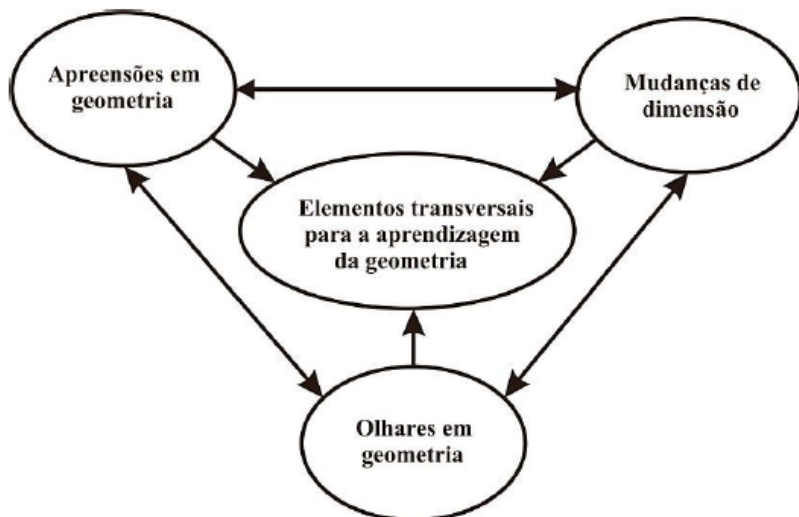 Apreensões em
geometria
Mudanças de
dimensão
Elementos transversais
para a aprendizagem
da geometria
Olhares em
geometria